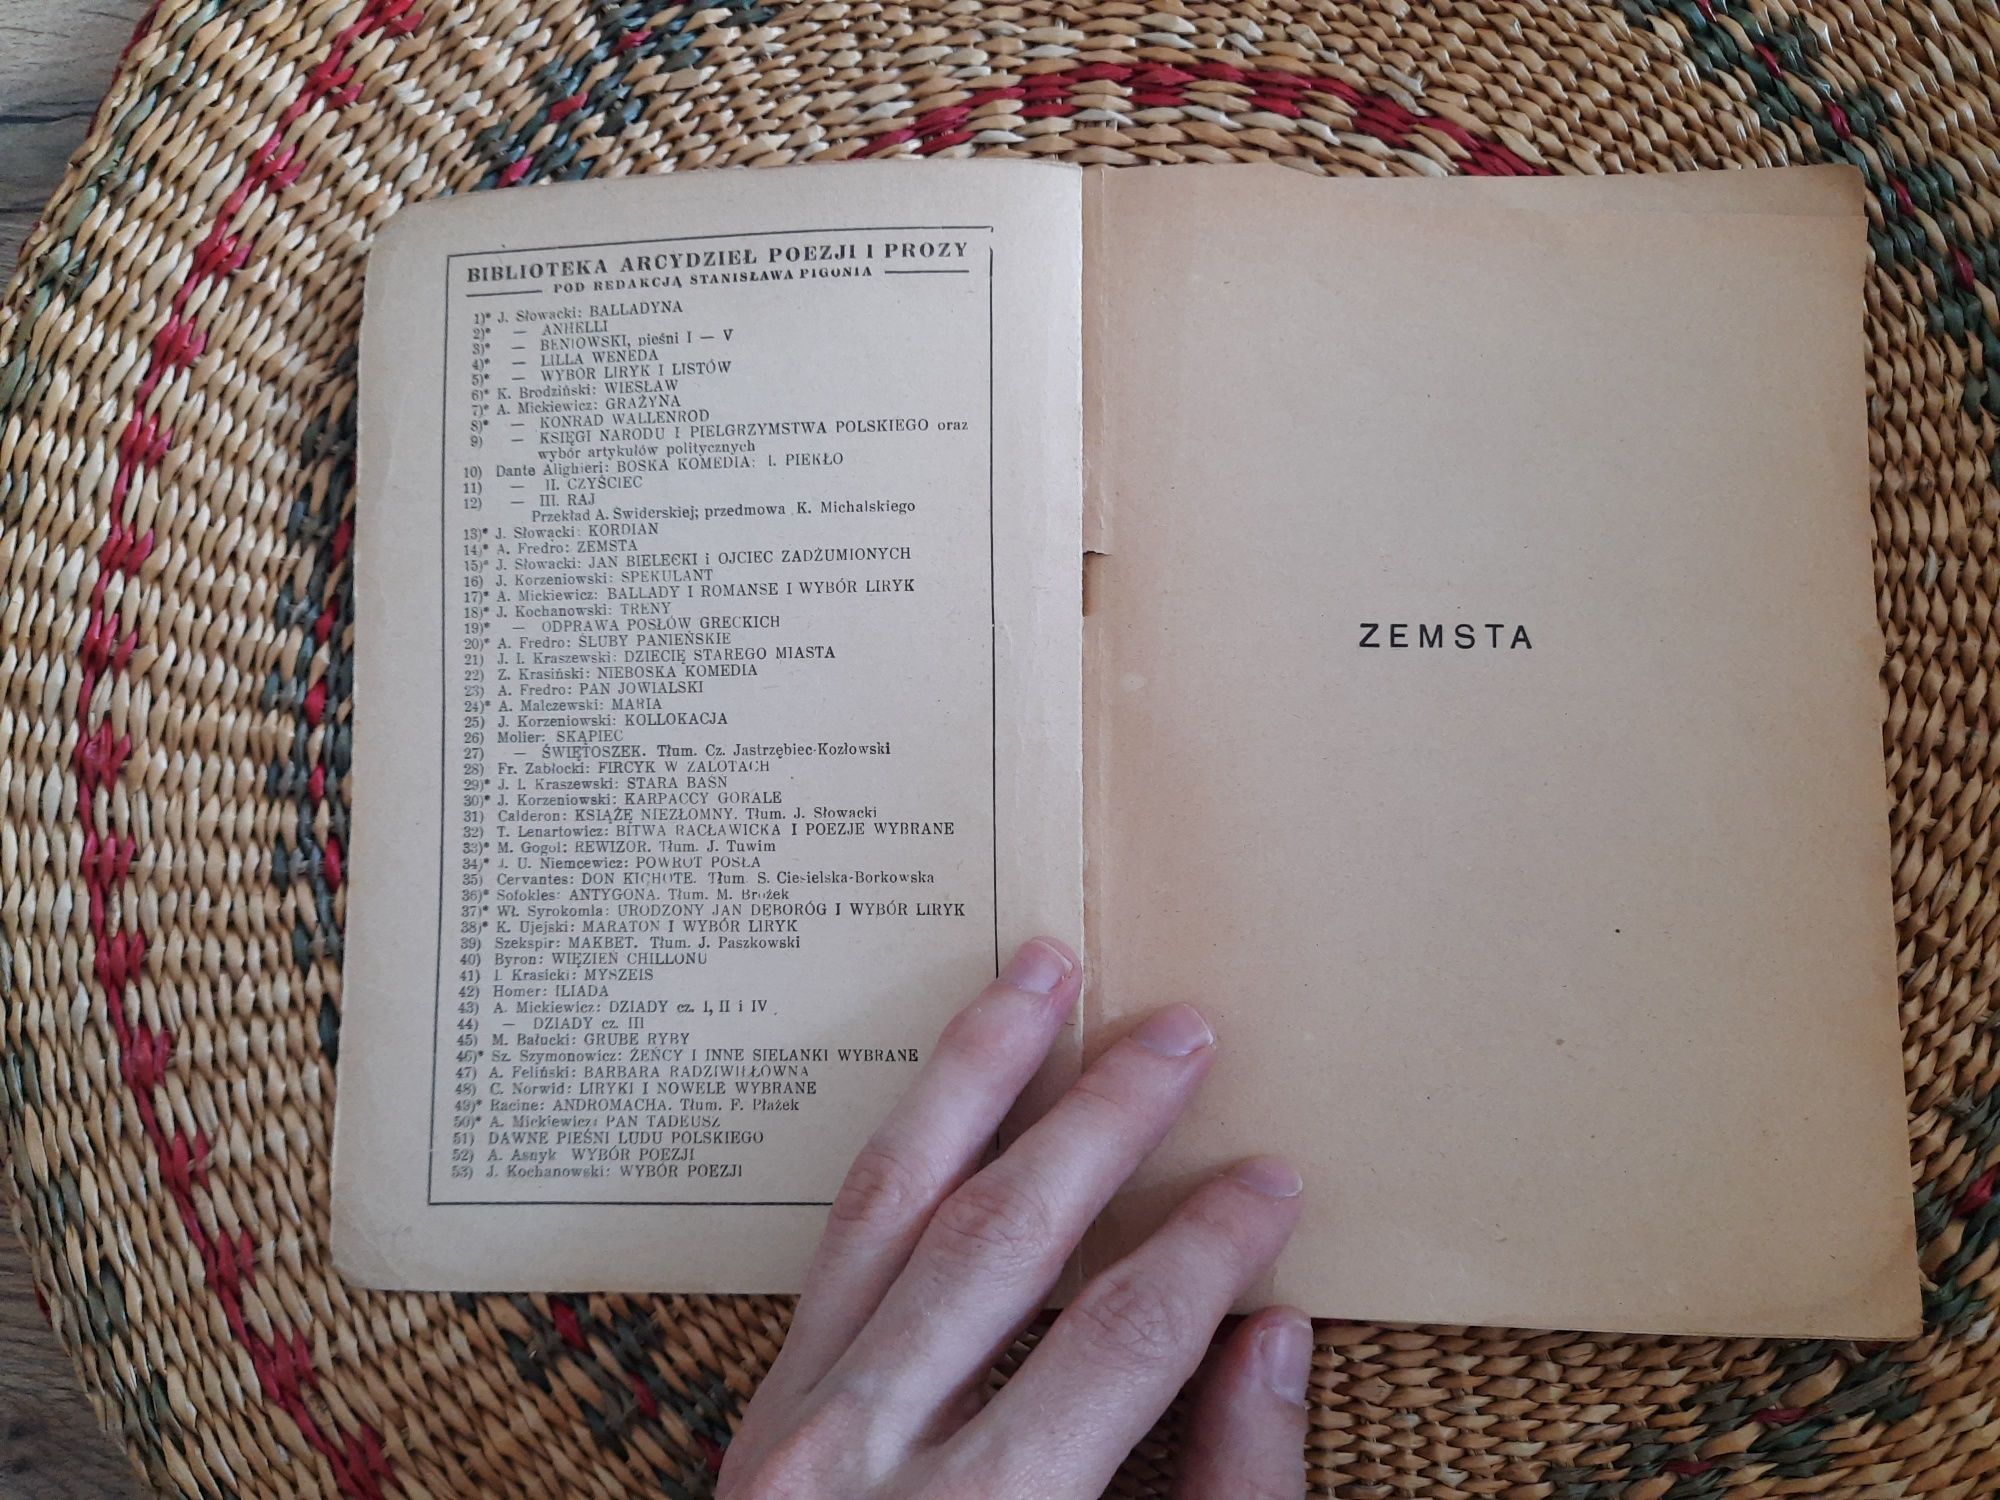 BIBLIOTEKA ARCYDZIEŁ POEZJI I PROZY
POD REDAKCJĄ STANISŁAWA PIGONIA
1)* J. Słowacki: BALLADYNA
2)* — ANHELLI
3)* — BENIOWSKI, pieśni I — V
4)* — LILLA WENEDA
5)* — WYBÓR LIRYK I LISTÓW
6)* K. Brodziński: WIESŁAW
7)* A. Mickiewicz: GRAŻYNA
8)* — KONRAD WALLENROD
9) — KSIĘGI NARODU I PIELGRZYMSTWA POLSKIEGO oraz
wybór artykułów politycznych
10) Dante Alighieri: BOSKA KOMEDIA: I. PIEKŁO
11) — II. CZYŚCIEC
12) — III. RAJ
Przekład A. Świderskiej; przedmowa K. Michalskiego
13)* J. Słowacki: KORDIAN
14)* A. Fredro: ZEMSTA
15)* J. Słowacki: JAN BIELECKI i OJCIEC ZADŻUMIONYCH
16) J. Korzeniowski: SPEKULANT
17)* A. Mickiewicz: BALLADY I ROMANSE I WYBÓR LIRYK
18)* J. Kochanowski: TRENY
19)* — ODPRAWA POSŁÓW GRECKICH
20)* A. Fredro: ŚLUBY PANIEŃSKIE
21) J. I. Kraszewski: DZIECIĘ STAREGO MIASTA
22) Z. Krasiński: NIEBOSKA KOMEDIA
23) A. Fredro: PAN JOWIALSKI
24)* A. Malczewski: MARIA
25) J. Korzeniowski: KOLLOKACJA
26) Molier: SKĄPIEC
27) — ŚWIĘTOSZEK. Tłum. Cz. Jastrzębiec-Kozłowski
28) Fr. Zabłocki: FIRCYK W ZALOTACH
29)* J. I. Kraszewski: STARA BAŚŃ
30)* J. Korzeniowski: KARPACCY GÓRALE
31) Calderon: KSIĄŻĘ NIEZŁOMNY. Tłum. J. Słowacki
32) T. Lenartowicz: BITWA RACŁAWICKA I POEZJE WYBRANE
33)* M. Gogol: REWIZOR. Tłum. J. Tuwim
34)* J. U. Niemcewicz: POWRÓT POSŁA
35) Cervantes: DON KICHOTE. Tłum. S. Ciesielska-Borkowska
36)* Sofokles: ANTYGONA. Tłum. M. Brożek
37)* Wł. Syrokomla: URODZONY JAN DĘBORÓG I WYBÓR LIRYK
38)* K. Ujejski: MARATON I WYBÓR LIRYK
39) Szekspir: MAKBET. Tłum. J. Paszkowski
40) Byron: WIĘZIEŃ CHILLONU
41) I. Krasicki: MYSZEIS
42) Homer: ILIADA
43) A. Mickiewicz: DZIADY cz. I, II i IV
44) — DZIADY cz. III
45) M. Bałucki: GRUBE RYBY
46)* Sz. Szymonowicz: ŻEŃCY I INNE SIELANKI WYBRANE
47) A. Feliński: BARBARA RADZIWIŁŁÓWNA
48) C. Norwid: LIRYKI I NOWELE WYBRANE
49)* Racine: ANDROMACHA. Tłum. F. Płażek
50)* A. Mickiewicz: PAN TADEUSZ
51) DAWNE PIEŚNI LUDU POLSKIEGO
52) A. Asnyk WYBÓR POEZJI
53) J. Kochanowski: WYBÓR POEZJI
ZEMSTA